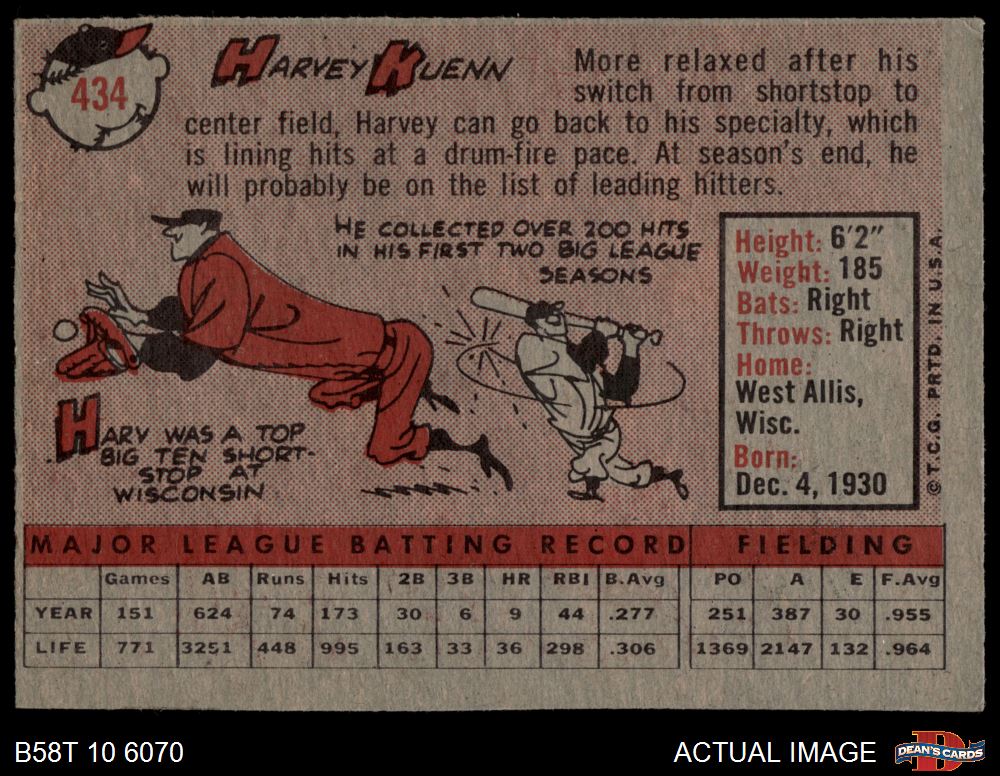 434
HARVEY KUENN
More relaxed after his
switch from shortstop to
center field, Harvey can go back to his specialty, which
is lining hits at a drum-fire pace. At season's end, he
will probably be on the list of leading hitters.
HE COLLECTED OVER 200 HITS
IN HIS FIRST TWO BIG LEAGUE
SEASONS
HARV WAS A TOP
BIG TEN SHORT-
STOP AT
WISCONSIN
Height: 6'2"
Weight: 185
Bats: Right
Throws: Right
Home:
West Allis,
Wisc.
Born:
Dec. 4, 1930
© T.C.G. PRTD. IN U.S.A.
MAJOR LEAGUE BATTING RECORD FIELDING
Games AB Runs Hits 2B 3B HR RBI B.Avg PO A E F.Avg
YEAR 151 624 74 173 30 6 9 44 .277 251 387 30 .955
LIFE 771 3251 448 995 163 33 36 298 .306 1369 2147 132 .964
B58T 10 6070
ACTUAL IMAGE
DEAN'S CARDS